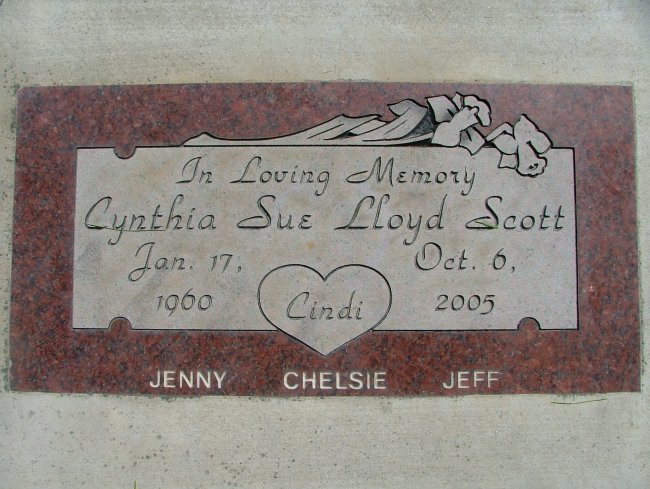 In Loving Memory
Cynthia Sue Lloyd Scott
Jan. 17, Oct. 6,
1960 Cindi 2005
JENNY CHELSIE JEFF